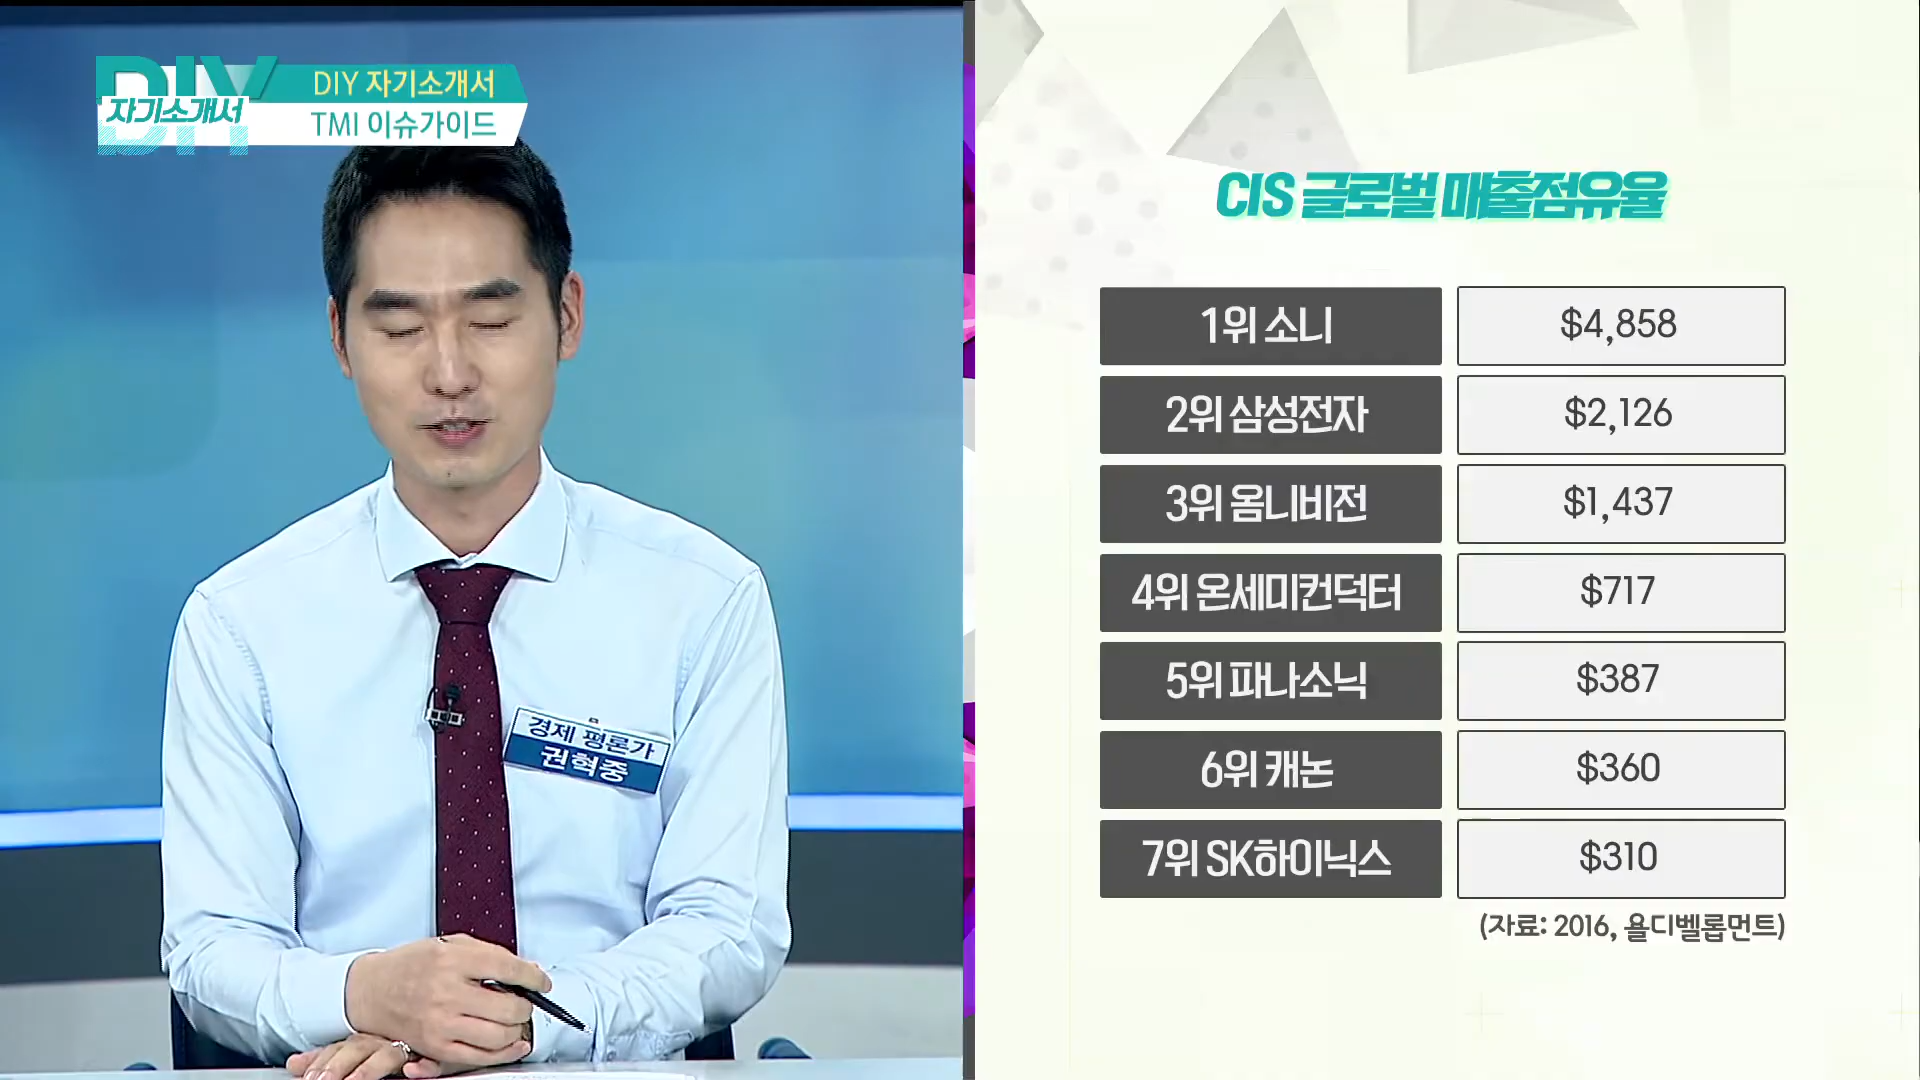 DIY
자기소개서
DIY 자기소개서
TMI 이슈가이드
경제 평론가
권혁중
CIS 글로벌 매출점유율
1위 소니 $4,858
2위 삼성전자 $2,126
3위 옴니비전 $1,437
4위 온세미컨덕터 $717
5위 파나소닉 $387
6위 캐논 $360
7위 SK하이닉스 $310
(자료: 2016, 욜디벨롭먼트)